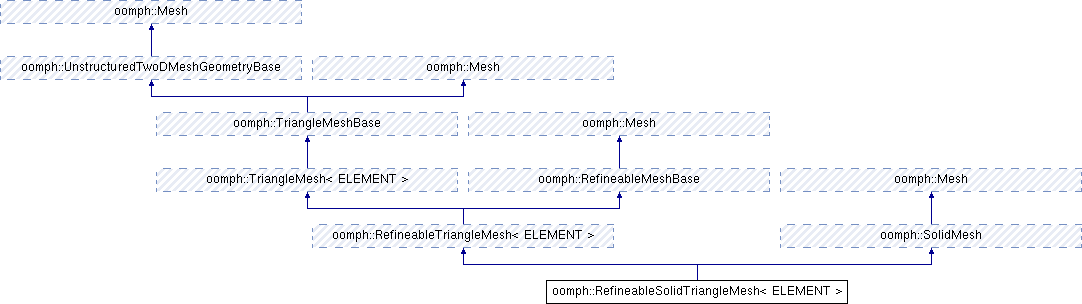 oomph::Mesh
oomph::UnstructuredTwoDMeshGeometryBase
oomph::Mesh
oomph::TriangleMeshBase
oomph::Mesh
oomph::TriangleMesh< ELEMENT >
oomph::RefineableMeshBase
oomph::Mesh
oomph::RefineableTriangleMesh< ELEMENT >
oomph::SolidMesh
oomph::RefineableSolidTriangleMesh< ELEMENT >